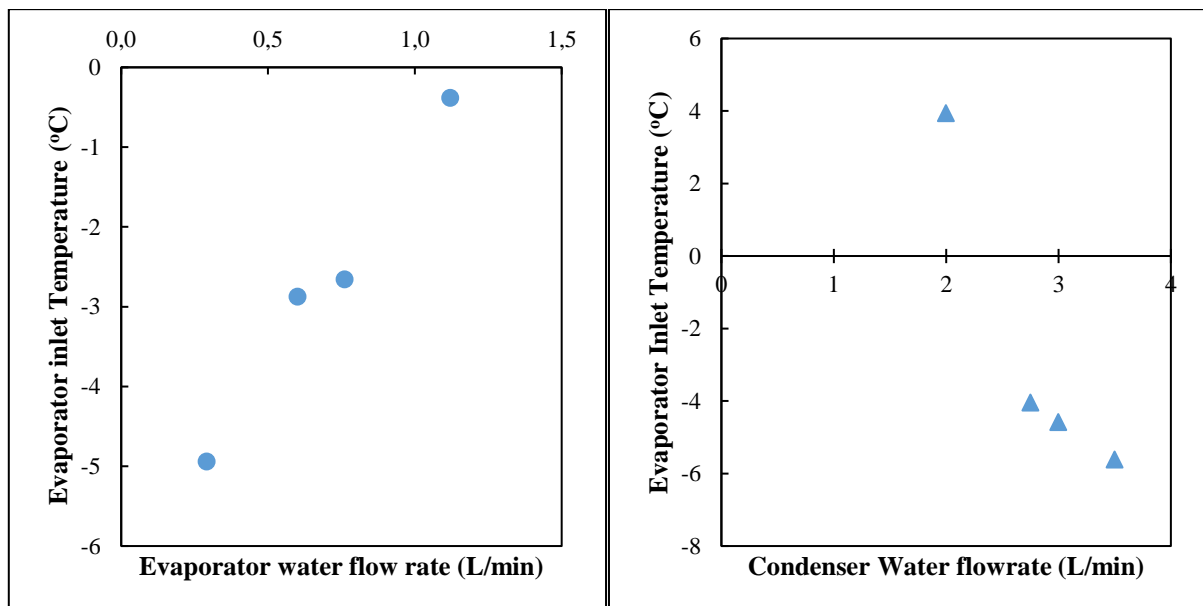 0,0 0,5 1,0 1,5
0
-1
-2
-3
-4
-5
-6
Evaporator inlet Temperature (°C)
Evaporator water flow rate (L/min)
6
4
2
0
-2
-4
-6
-8
0 1 2 3 4
Evaporator Inlet Temperature (°C)
Condenser Water flowrate (L/min)